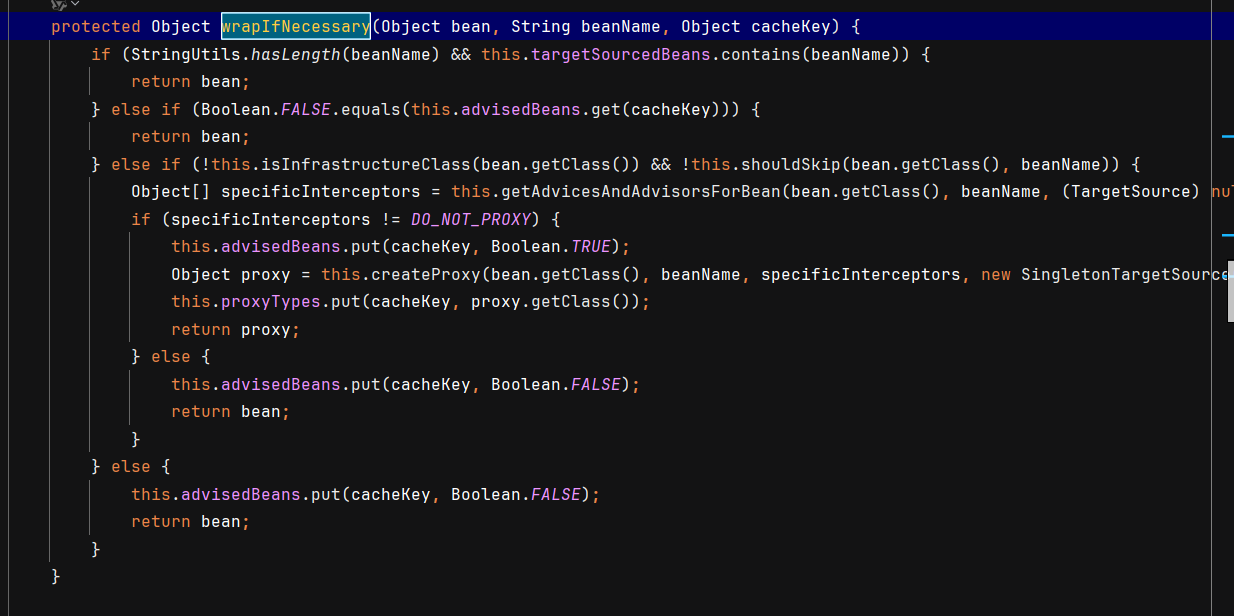 protected Object wrapIfNecessary(Object bean, String beanName, Object cacheKey) {
    if (StringUtils.hasLength(beanName) && this.targetSourcedBeans.contains(beanName)) {
        return bean;
    } else if (Boolean.FALSE.equals(this.advisedBeans.get(cacheKey))) {
        return bean;
    } else if (!this.isInfrastructureClass(bean.getClass()) && !this.shouldSkip(bean.getClass(), beanName)) {
        Object[] specificInterceptors = this.getAdvicesAndAdvisorsForBean(bean.getClass(), beanName, (TargetSource)
        if (specificInterceptors != DO_NOT_PROXY) {
            this.advisedBeans.put(cacheKey, Boolean.TRUE);
            Object proxy = this.createProxy(bean.getClass(), beanName, specificInterceptors, new SingletonTargetSource
            this.proxyTypes.put(cacheKey, proxy.getClass());
            return proxy;
        } else {
            this.advisedBeans.put(cacheKey, Boolean.FALSE);
            return bean;
        }
    } else {
        this.advisedBeans.put(cacheKey, Boolean.FALSE);
        return bean;
    }
}